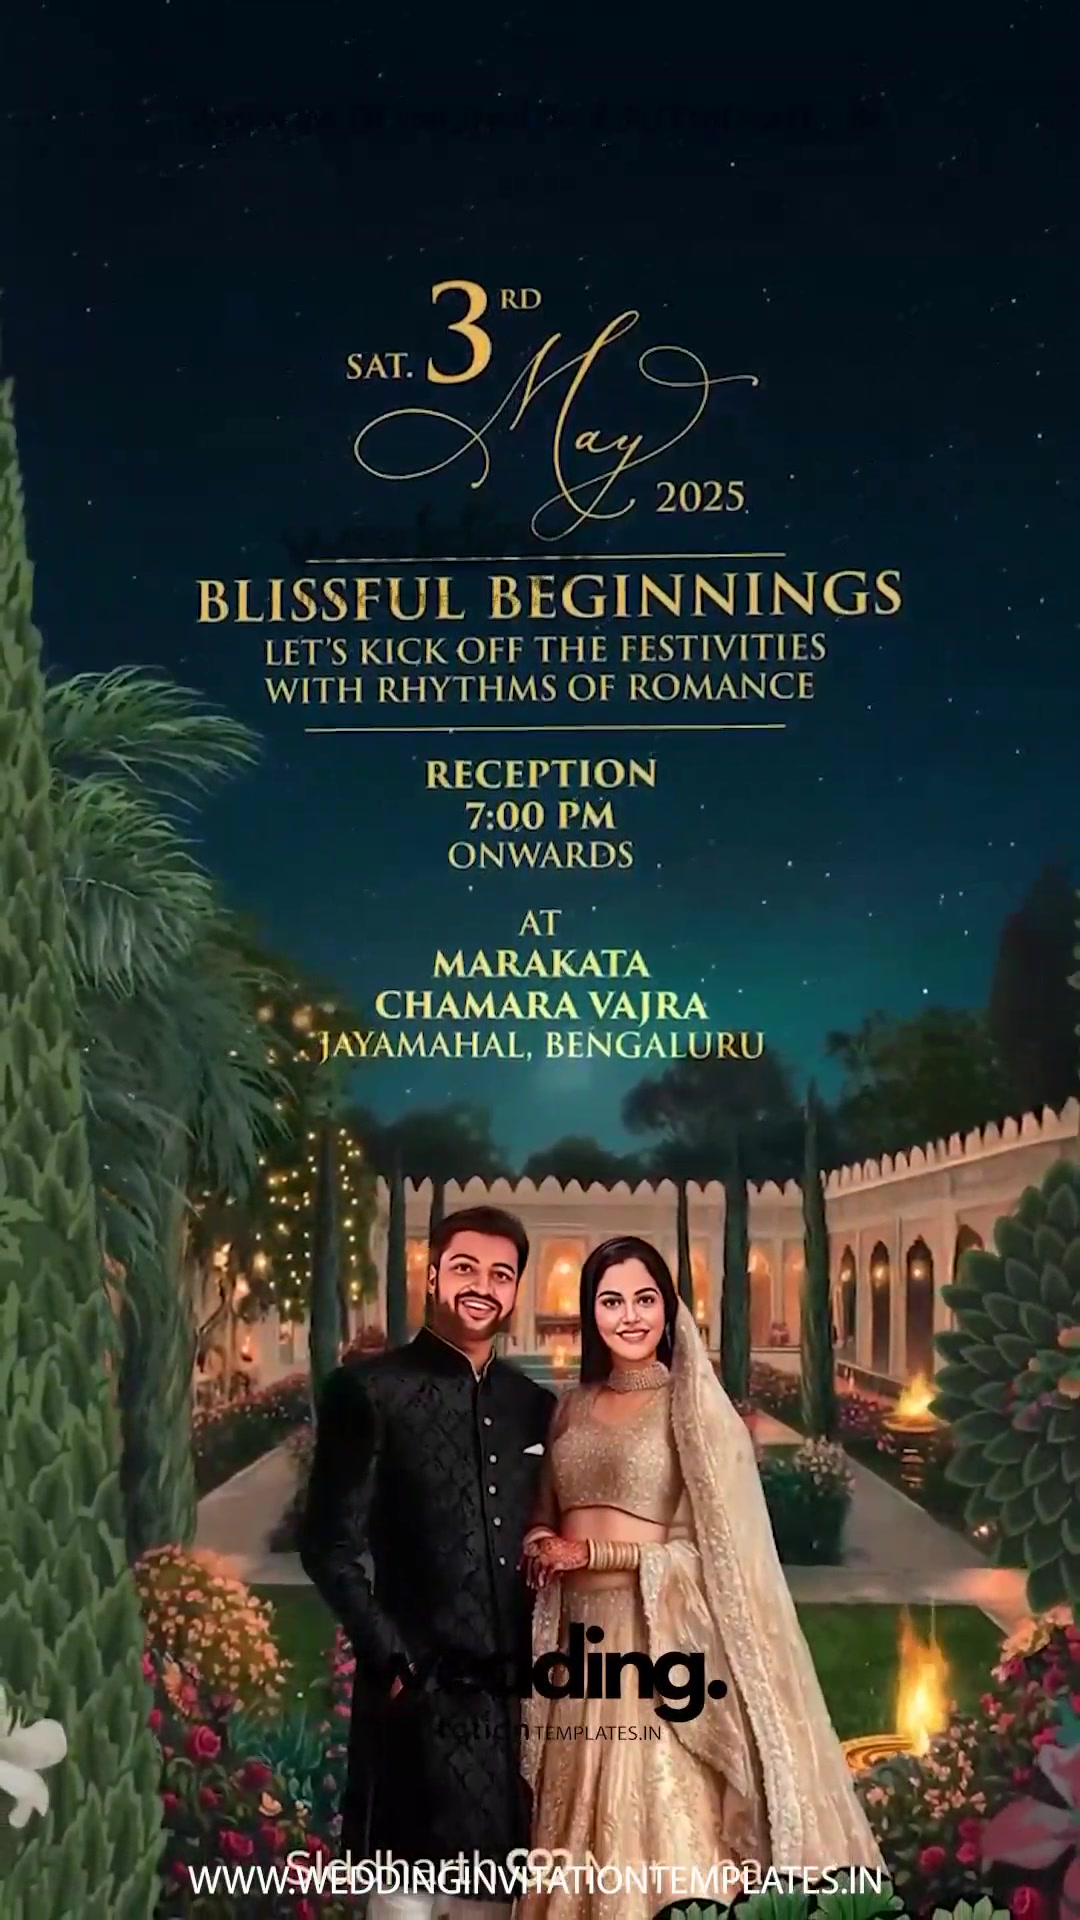 SAT. 3RD
May
2025
BLISSFUL BEGINNINGS
LET'S KICK OFF THE FESTIVITIES
WITH RHYTHMS OF ROMANCE
RECEPTION
7:00 PM
ONWARDS
AT
MARAKATA
CHAMARA VAJRA
JAYAMAHAL, BENGALURU
wedding.
TEMPLATES.IN
Siddharth
WWW.WEDDINGINVITATIONTEMPLATES.IN